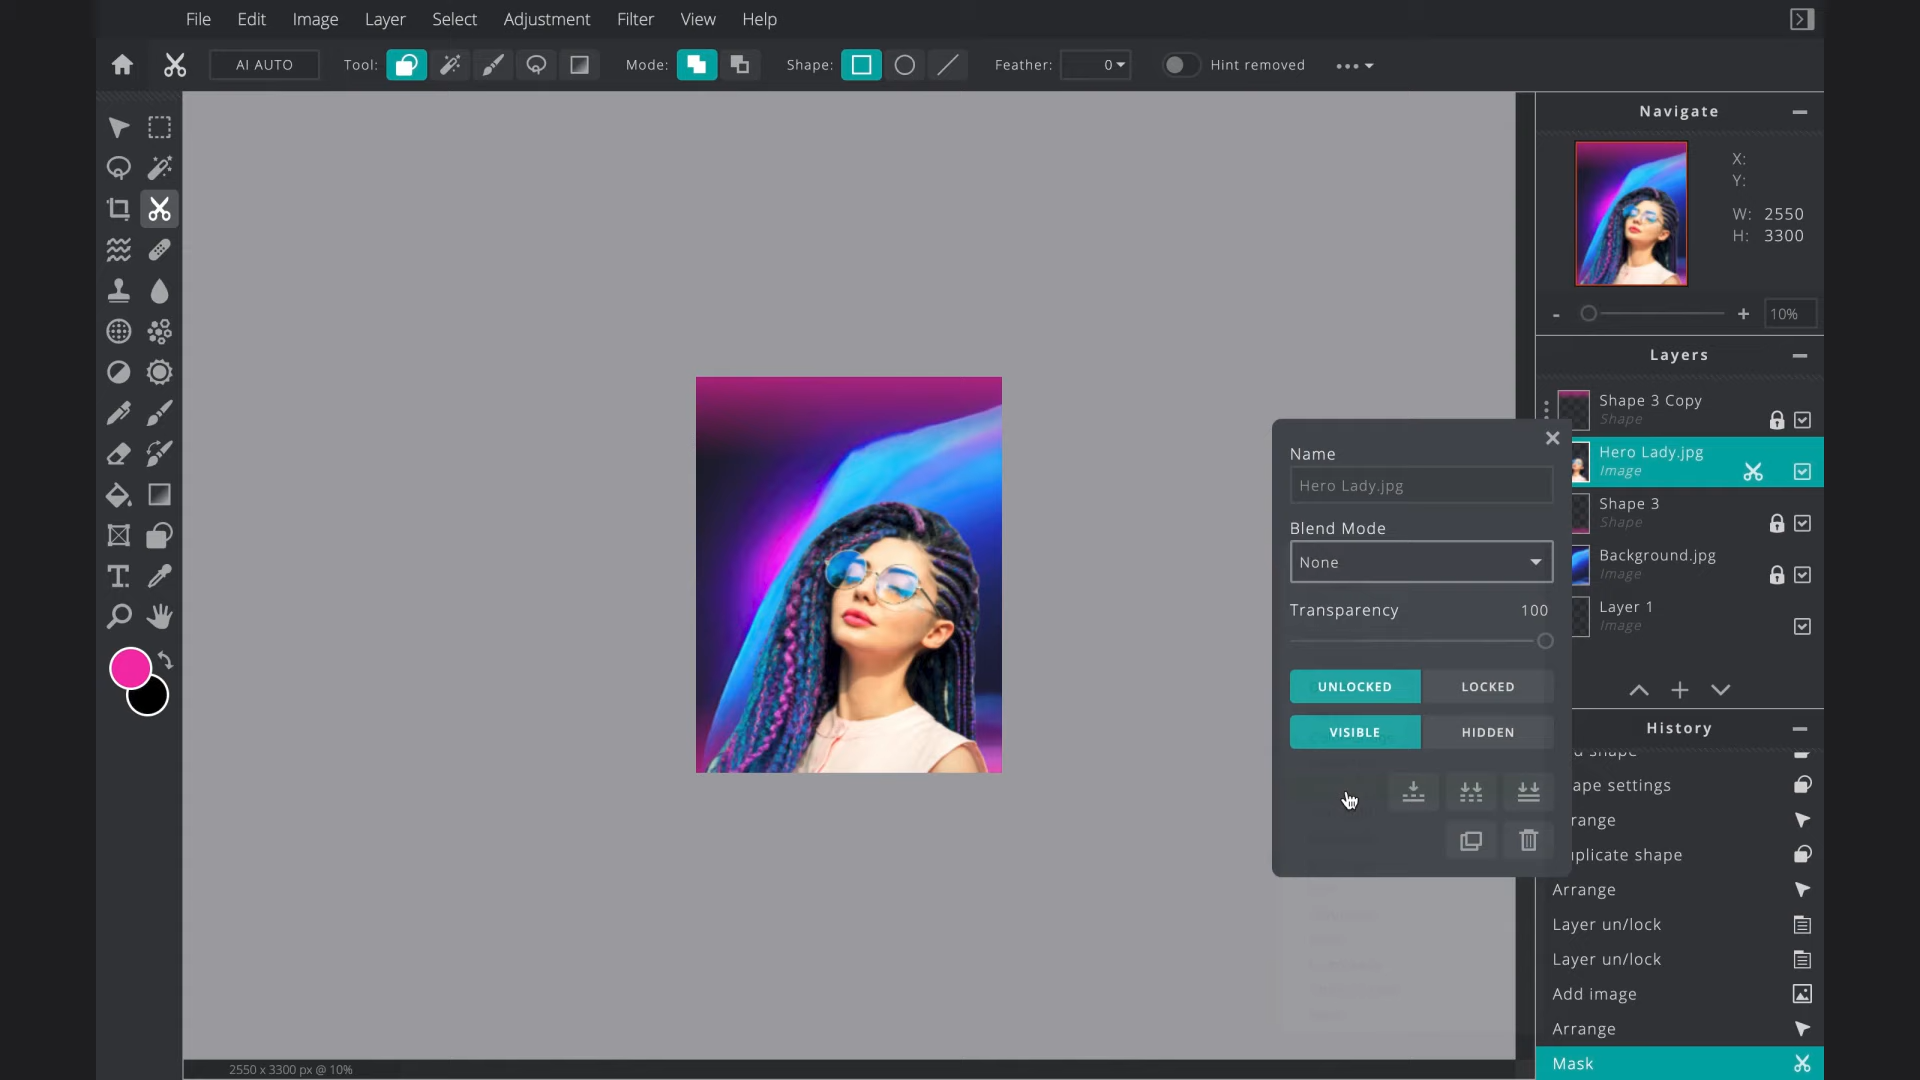 File Edit Image Layer Select Adjustment Filter View Help
AI AUTO Tool: Mode: Shape: Feather: 0 Hint removed
Navigate
X:
Y:
W: 2550
H: 3300
- + 10%
Layers
Shape 3 Copy
Shape
Hero Lady.jpg
Image
Shape 3
Shape
Background.jpg
Image
Layer 1
Image
Name
Hero Lady.jpg
Blend Mode
None
Transparency 100
UNLOCKED LOCKED
VISIBLE HIDDEN
History
ape settings
range
plicate shape
Arrange
Layer un/lock
Layer un/lock
Add image
Arrange
Mask
2550 x 3300 px @ 10%